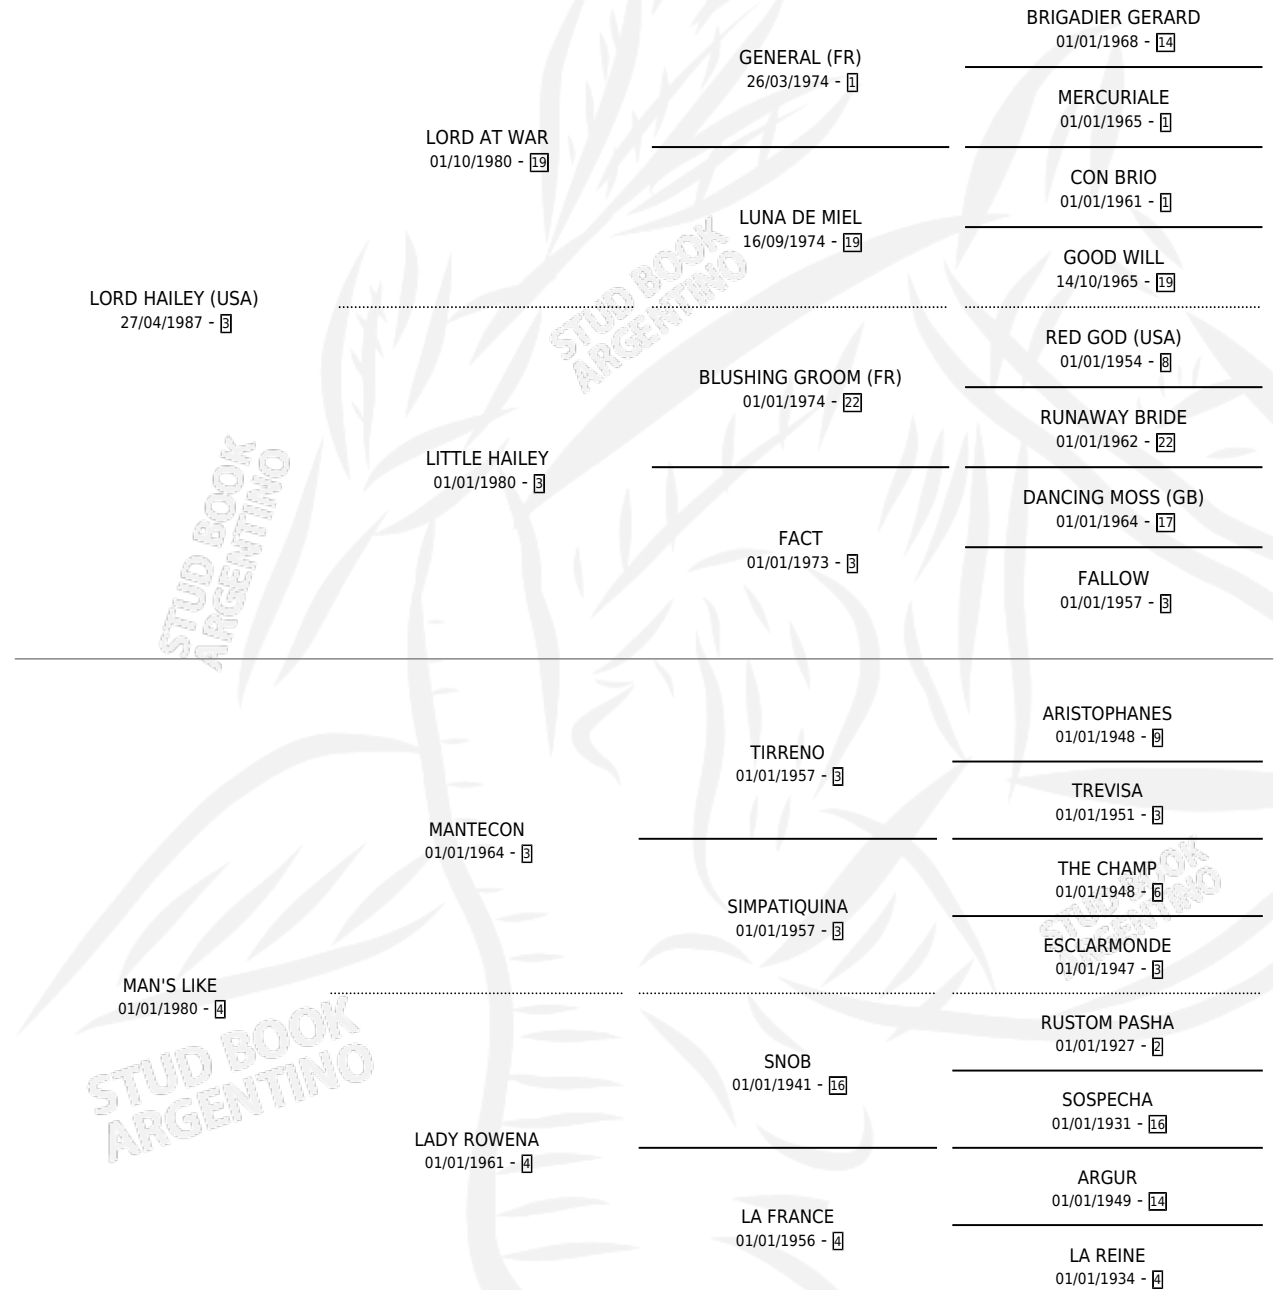 BRIGADIER GERARD
01/01/1968 - 14
GENERAL (FR)
26/03/1974 - 1
MERCURIALE
01/01/1965 - 1
LORD AT WAR
01/10/1980 - 19
CON BRIO
01/01/1961 - 1
LUNA DE MIEL
16/09/1974 - 19
GOOD WILL
14/10/1965 - 19
LORD HAILEY (USA)
27/04/1987 - 3
RED GOD (USA)
01/01/1954 - 8
BLUSHING GROOM (FR)
01/01/1974 - 22
RUNAWAY BRIDE
01/01/1962 - 22
LITTLE HAILEY
01/01/1980 - 3
DANCING MOSS (GB)
01/01/1964 - 17
FACT
01/01/1973 - 3
FALLOW
01/01/1957 - 3
ARISTOPHANES
01/01/1948 - 9
TIRRENO
01/01/1957 - 3
TREVISA
01/01/1951 - 3
MANTECON
01/01/1964 - 3
THE CHAMP
01/01/1948 - 6
SIMPATIQUINA
01/01/1957 - 3
ESCLARMONDE
01/01/1947 - 3
MAN'S LIKE
01/01/1980 - 4
RUSTOM PASHA
01/01/1927 - 2
SNOB
01/01/1941 - 16
SOSPECHA
01/01/1931 - 16
LADY ROWENA
01/01/1961 - 4
ARGUR
01/01/1949 - 14
LA FRANCE
01/01/1956 - 4
LA REINE
01/01/1934 - 4
STUD BOOK
ARGENTINO
STUD BOOK
ARGENTINO
STUD BOOK
ARGENTINO
STUD BOOK
ARGENTINO